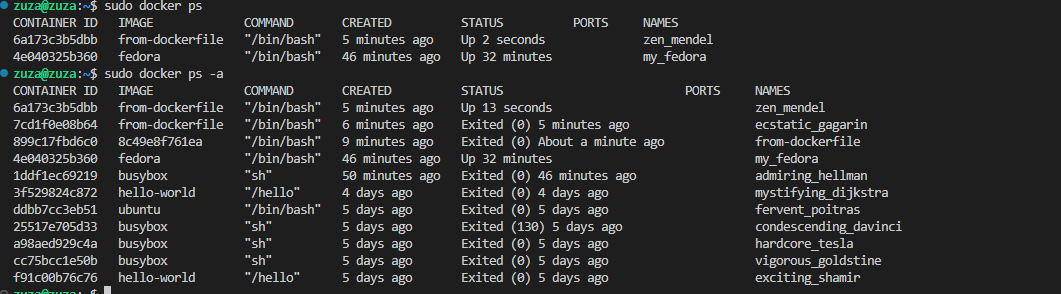 zuza@zuza:~$ sudo docker ps
CONTAINER ID IMAGE COMMAND CREATED STATUS PORTS NAMES
6a173c3b5dbb from-dockerfile "/bin/bash" 5 minutes ago Up 2 seconds zen_mendel
4e040325b360 fedora "/bin/bash" 46 minutes ago Up 32 minutes my_fedora
zuza@zuza:~$ sudo docker ps -a
CONTAINER ID IMAGE COMMAND CREATED STATUS PORTS NAMES
6a173c3b5dbb from-dockerfile "/bin/bash" 5 minutes ago Up 13 seconds zen_mendel
7cd1f0e08b64 from-dockerfile "/bin/bash" 6 minutes ago Exited (0) 5 minutes ago ecstatic_gagarin
899c17fbd6c0 8c49e8f761ea "/bin/bash" 9 minutes ago Exited (0) About a minute ago from-dockerfile
4e040325b360 fedora "/bin/bash" 46 minutes ago Up 32 minutes my_fedora
1ddf1ec69219 busybox "sh" 50 minutes ago Exited (0) 46 minutes ago admiring_hellman
3f529824c872 hello-world "/hello" 4 days ago Exited (0) 4 days ago mystifying_dijkstra
ddbb7cc3eb51 ubuntu "/bin/bash" 5 days ago Exited (0) 5 days ago fervent_poitras
25517e705d33 busybox "sh" 5 days ago Exited (130) 5 days ago condescending_davinci
a98aed929c4a busybox "sh" 5 days ago Exited (0) 5 days ago hardcore_tesla
cc75bcc1e50b busybox "sh" 5 days ago Exited (0) 5 days ago vigorous_goldstine
f91c00b76c76 hello-world "/hello" 5 days ago Exited (0) 5 days ago exciting_shamir
zuza@zuza:~$